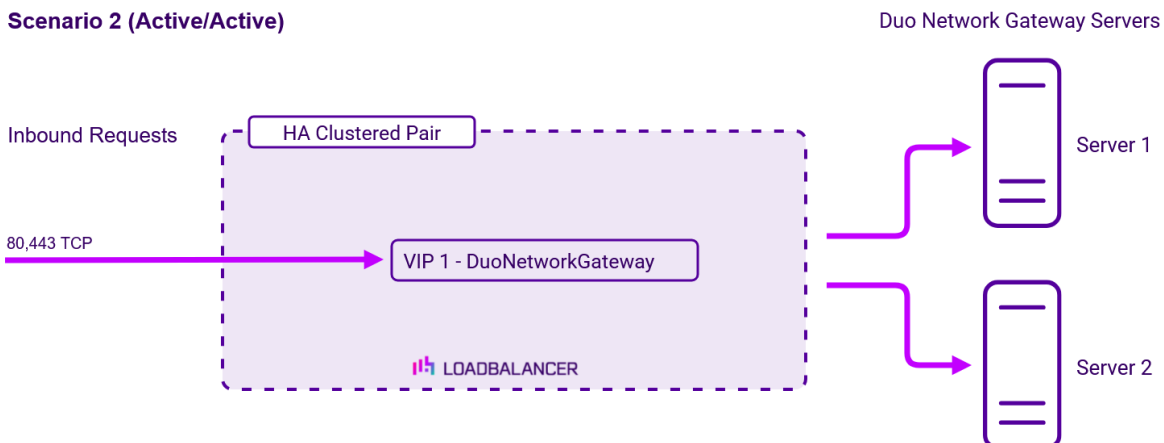 Scenario 2 (Active/Active)
Duo Network Gateway Servers
Inbound Requests
HA Clustered Pair
Server 1
80,443 TCP
VIP 1 - DuoNetworkGateway
LOADBALANCER
Server 2